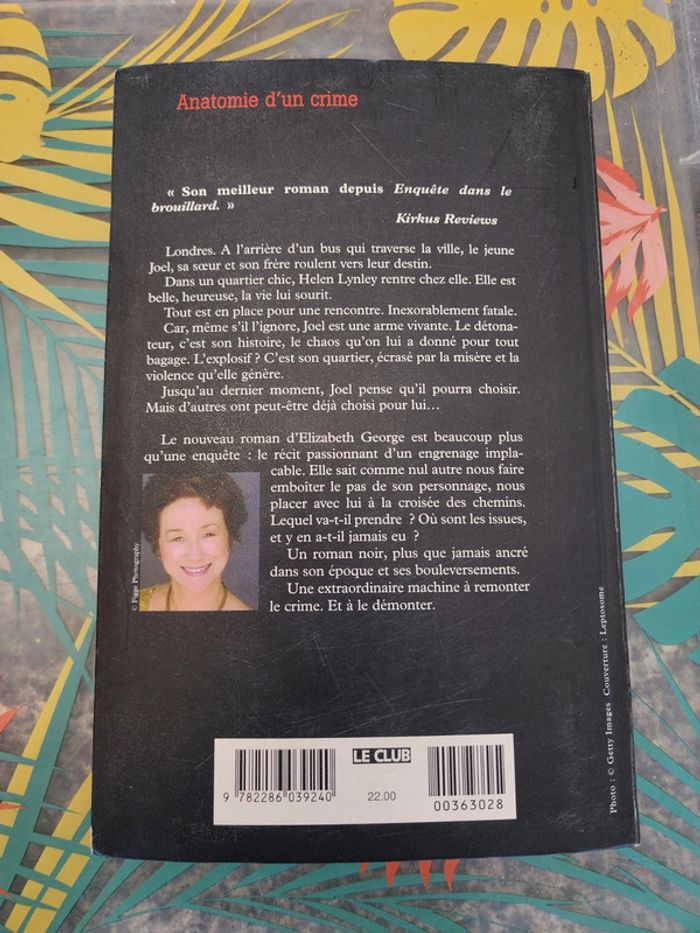 Anatomie d'un crime
« Son meilleur roman depuis Enquête dans le
brouillard. »
Kirkus Reviews
Londres. A l'arrière d'un bus qui traverse la ville, le jeune
Joel, sa sœur et son frère roulent vers leur destin.
Dans un quartier chic, Helen Lynley rentre chez elle. Elle est
belle, heureuse, la vie lui sourit.
Tout est en place pour une rencontre. Inexorablement fatale.
Car, même s'il l'ignore, Joel est une arme vivante. Le détona-
teur, c'est son histoire, le chaos qu'on lui a donné pour tout
bagage. L'explosif ? C'est son quartier, écrasé par la misère et la
violence qu'elle génère.
Jusqu'au dernier moment, Joel pense qu'il pourra choisir.
Mais d'autres ont peut-être déjà choisi pour lui…
Le nouveau roman d'Elizabeth George est beaucoup plus
qu'une enquête : le récit passionnant d'un engrenage impla-
cable. Elle sait comme nul autre nous faire
emboîter le pas de son personnage, nous
placer avec lui à la croisée des chemins.
Lequel va-t-il prendre ? Où sont les issues,
et y en a-t-il jamais eu ?
Un roman noir, plus que jamais ancré
dans son époque et ses bouleversements.
Une extraordinaire machine à remonter
le crime. Et à le démonter.
© Figge Photography
Photo : © Getty Images Couverture : Leptosome
LE CLUB
9 782286 039240
22.00
00363028